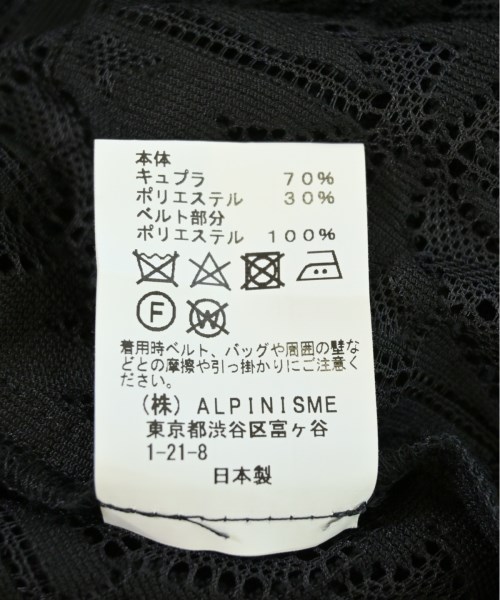 本体
キュプラ 70%
ポリエステル 30%
ベルト部分
ポリエステル 100%
F W
着用時ベルト、バッグや周囲の壁な
どとの摩擦や引っ掛かりにご注意く
ださい。
(株) ALPINISME
東京都渋谷区富ヶ谷
1-21-8
日本製